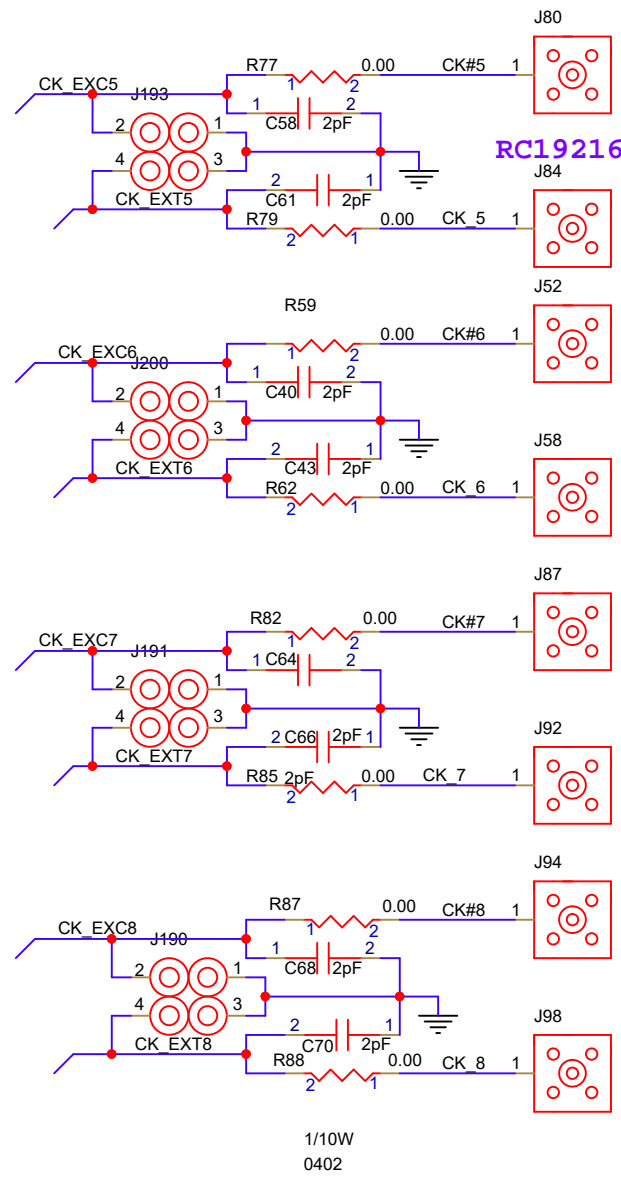 J80
R77 0.00 CK#5 1
CK_EXC5
J193
1 2
1 2
C58 2pF
2 1
4 3
RC19216
J84
2 1
C61 2pF
CK_EXT5
R79 0.00 CK_5 1
2 1
J52
R59
0.00 CK#6 1
CK_EXC6
J200
1 2
1 2
C40 2pF
2 1
4 3
J58
2 1
C43 2pF
CK_EXT6
R62 0.00 CK_6 1
2 1
J87
R82 0.00 CK#7 1
CK_EXC7
J191
1 2
1 C64 2
2 1
4 3
J92
2 C66 2pF 1
CK_EXT7
R85 2pF 0.00 CK_7 1
2 1
J94
R87 0.00 CK#8 1
CK_EXC8
J190
1 2
1 2
C68 2pF
2 1
4 3
J98
2 1
C70 2pF
CK_EXT8
R88 0.00 CK_8 1
2 1
1/10W
0402